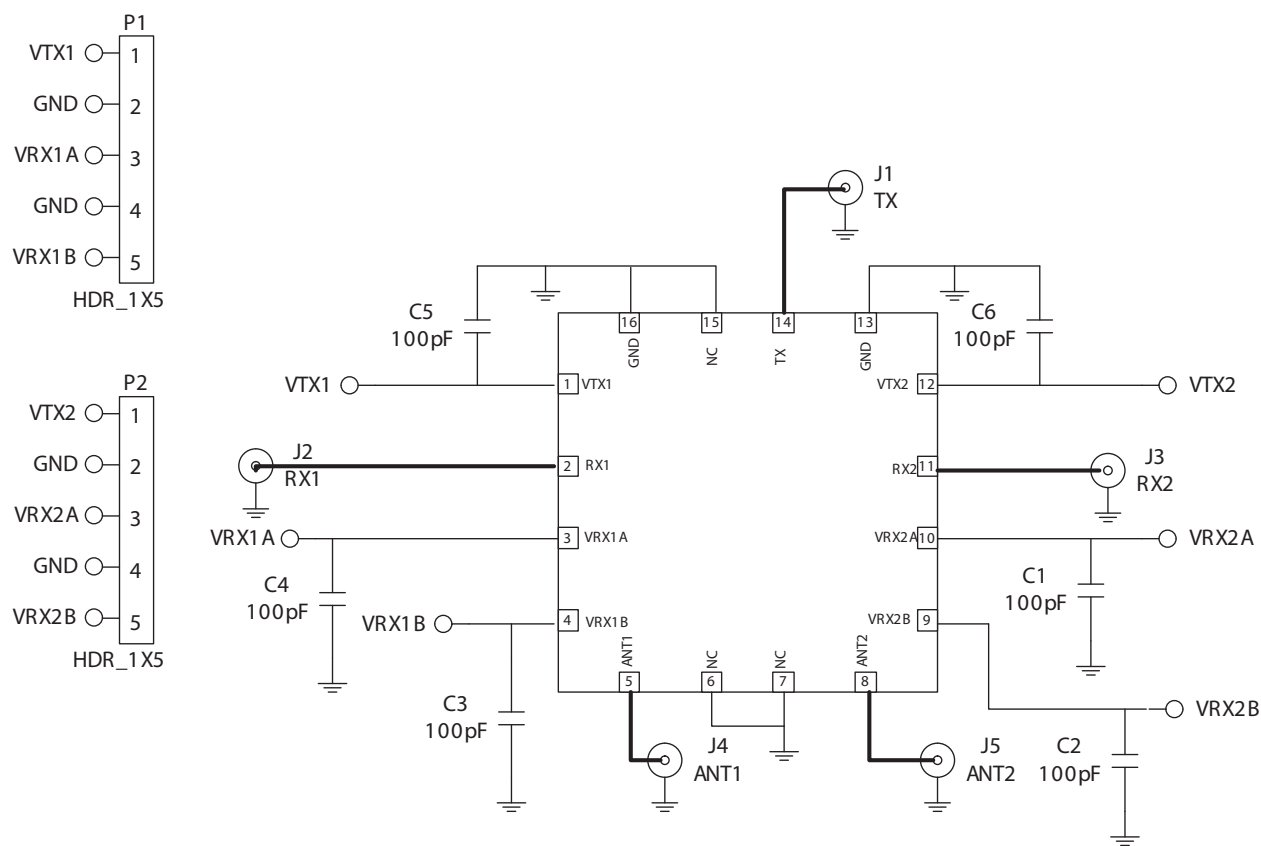 P1
VTX1 1
GND 2
VRX1A 3
GND 4
VRX1B 5
HDR_1X5
P2
VTX2 1
GND 2
VRX2A 3
GND 4
VRX2B 5
HDR_1X5
J1
TX
C5
100pF
C6
100pF
16 15 14 13
GND NC TX GND
VTX1 1 VTX1
VTX2 12 VTX2
J2
RX1
2 RX1
RX2 11
J3
RX2
VRX1A 3 VRX1A
VRX2A 10 VRX2A
C4
100pF
C1
100pF
VRX1B 4 VRX1B
VRX2B 9
VRX2B
ANT1 NC NC ANT2
5 6 7 8
C3
100pF
J4
ANT1
J5
ANT2
C2
100pF